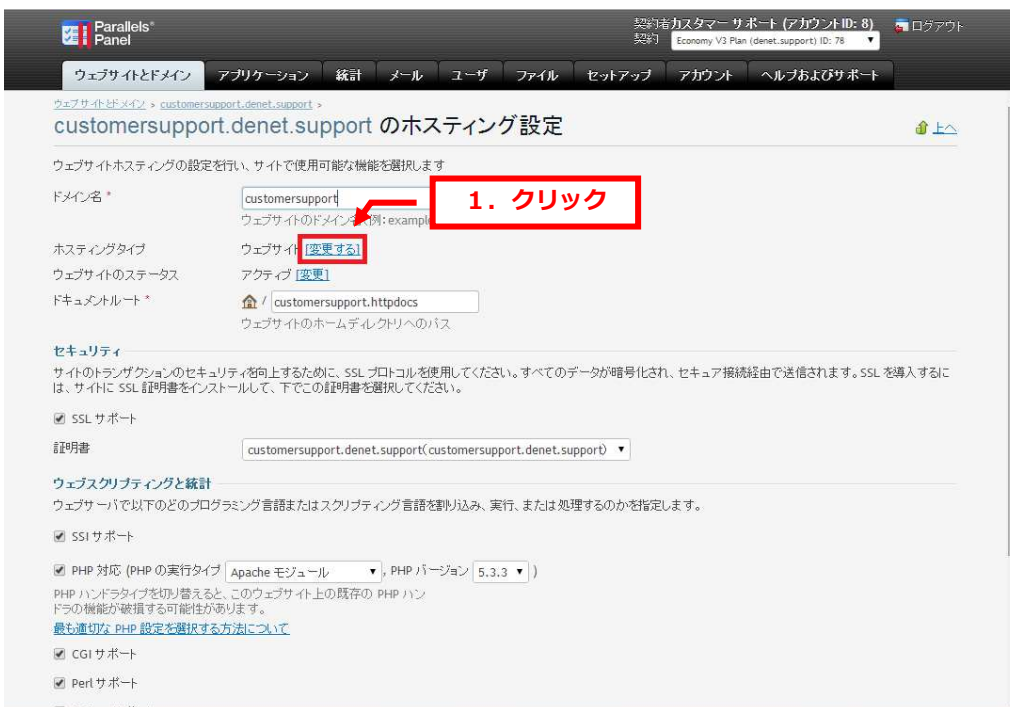 Parallels®
Panel
契約者カスタマー サポート (アカウントID: 8)
ログアウト
契約 Economy V3 Plan (denet.support) ID: 78
ウェブサイトとドメイン アプリケーション 統計 メール ユーザ ファイル セットアップ アカウント ヘルプおよびサポート
ウェブサイトとドメイン > customersupport.denet.support >
customersupport.denet.support のホスティング設定
上へ
ウェブサイトホスティングの設定を行い、サイトで使用可能な機能を選択します
ドメイン名 *
customersupport
1．クリック
ウェブサイトのドメイン名 例: example
ホスティングタイプ ウェブサイト [変更する]
ウェブサイトのステータス アクティブ [変更]
ドキュメントルート * / customersupport.httpdocs
ウェブサイトのホームディレクトリへのパス
セキュリティ
サイトのトランザクションのセキュリティを向上するために、SSL プロトコルを使用してください。すべてのデータが暗号化され、セキュア接続経由で送信されます。SSL を導入するに
は、サイトに SSL 証明書をインストールして、下でこの証明書を選択してください。
SSL サポート
証明書 customersupport.denet.support(customersupport.denet.support)
ウェブスクリプティングと統計
ウェブサーバで以下のどのプログラミング言語またはスクリプティング言語を割り込み、実行、または処理するのかを指定します。
SSI サポート
PHP 対応 (PHP の実行タイプ Apache モジュール , PHP バージョン 5.3.3 )
PHP ハンドラタイプを切り替えると、このウェブサイト上の既存の PHP ハン
ドラの機能が破損する可能性があります。
最も適切な PHP 設定を選択する方法について
CGI サポート
Perl サポート